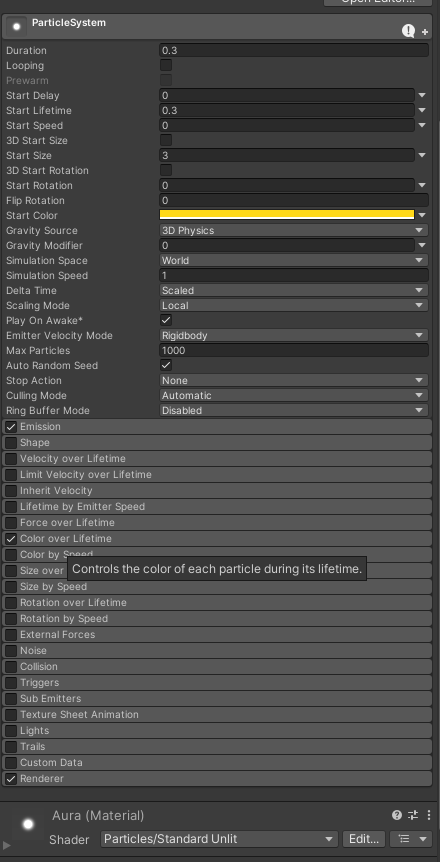 Open Editor...
ParticleSystem
Duration 0.3
Looping
Prewarm
Start Delay 0
Start Lifetime 0.3
Start Speed 0
3D Start Size
Start Size 3
3D Start Rotation
Start Rotation 0
Flip Rotation 0
Start Color
Gravity Source 3D Physics
Gravity Modifier 0
Simulation Space World
Simulation Speed 1
Delta Time Scaled
Scaling Mode Local
Play On Awake*
Emitter Velocity Mode Rigidbody
Max Particles 1000
Auto Random Seed
Stop Action None
Culling Mode Automatic
Ring Buffer Mode Disabled
Emission
Shape
Velocity over Lifetime
Limit Velocity over Lifetime
Inherit Velocity
Lifetime by Emitter Speed
Force over Lifetime
Color over Lifetime
Color by Speed
Size over
Controls the color of each particle during its lifetime.
Size by Speed
Rotation over Lifetime
Rotation by Speed
External Forces
Noise
Collision
Triggers
Sub Emitters
Texture Sheet Animation
Lights
Trails
Custom Data
Renderer
Aura (Material)
Shader Particles/Standard Unlit Edit...